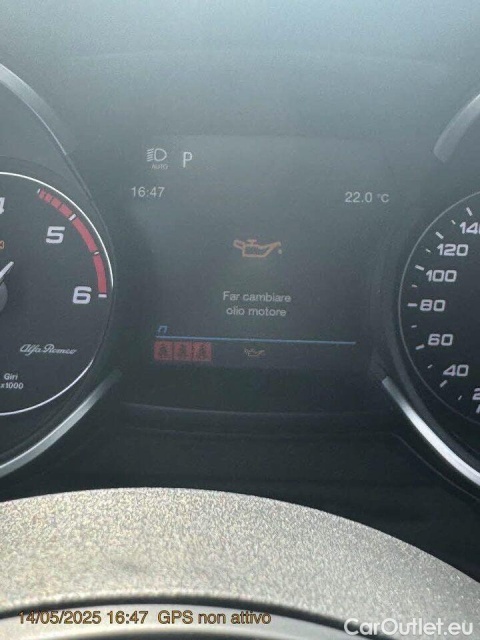 AUTO
P
16:47
22.0 °C
Far cambiare
olio motore
4
5
6
Alfa Romeo
Giri
x1000
140
120
100
80
60
40
14/05/2025 16:47 GPS non attivo
CarOutlet.eu